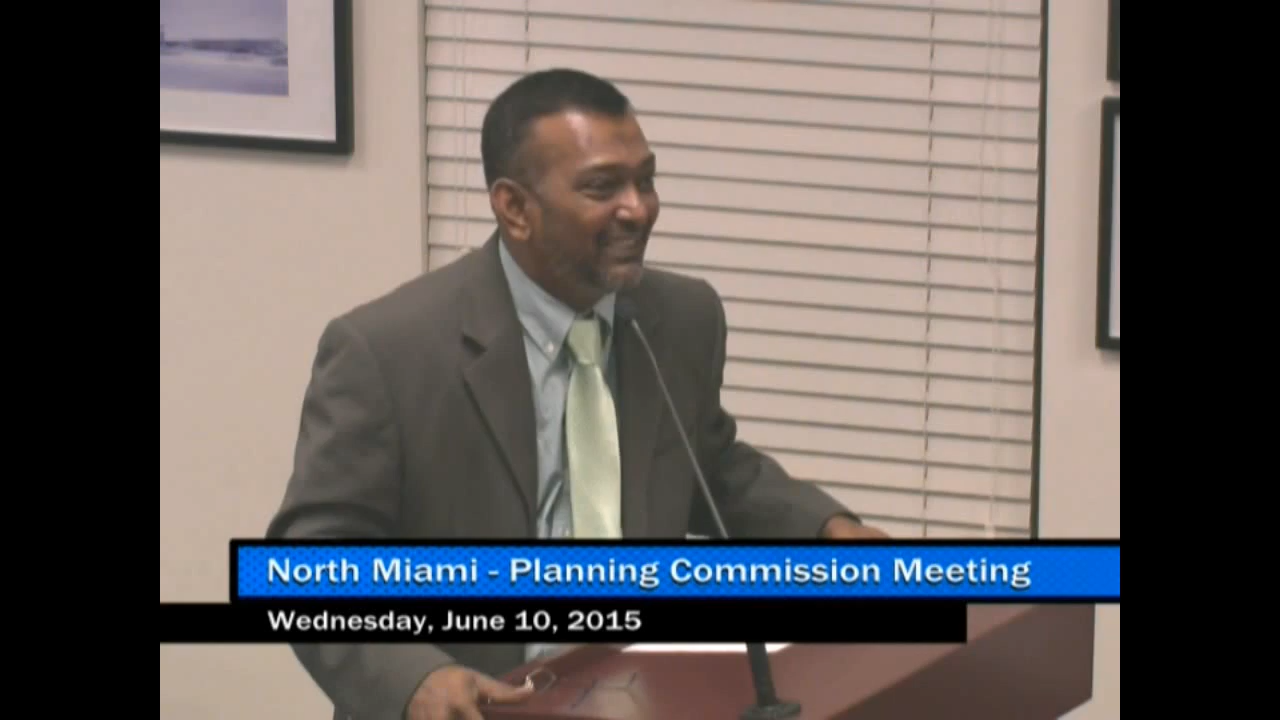 North Miami - Planning Commission Meeting
Wednesday, June 10, 2015